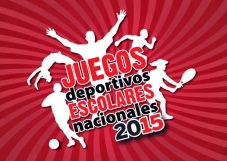 JUEGOS
deportivos
ESCOLARES
nacionales
2015